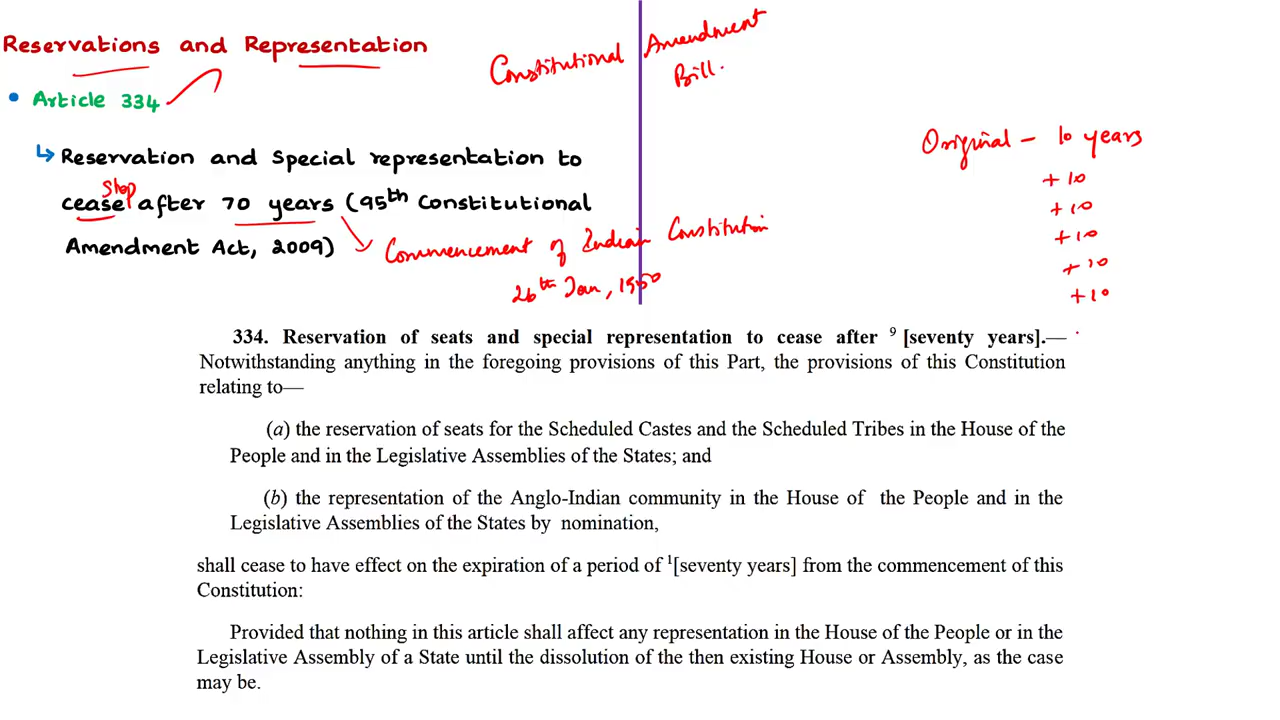 Reservations and Representation
Constitutional Amendment
Bill.
• Article 334
Original - 10 years
+ 10
+ 10
+ 10
+ 10
+ 10
↳ Reservation and Special representation to
Stop
cease after 70 years (95th Constitutional
Amendment Act, 2009)
Commencement of Indian Constitution
26th Jan, 1950
334. Reservation of seats and special representation to cease after 9 [seventy years].—
Notwithstanding anything in the foregoing provisions of this Part, the provisions of this Constitution
relating to—
(a) the reservation of seats for the Scheduled Castes and the Scheduled Tribes in the House of the
People and in the Legislative Assemblies of the States; and
(b) the representation of the Anglo-Indian community in the House of the People and in the
Legislative Assemblies of the States by nomination,
shall cease to have effect on the expiration of a period of 1[seventy years] from the commencement of this
Constitution:
Provided that nothing in this article shall affect any representation in the House of the People or in the
Legislative Assembly of a State until the dissolution of the then existing House or Assembly, as the case
may be.